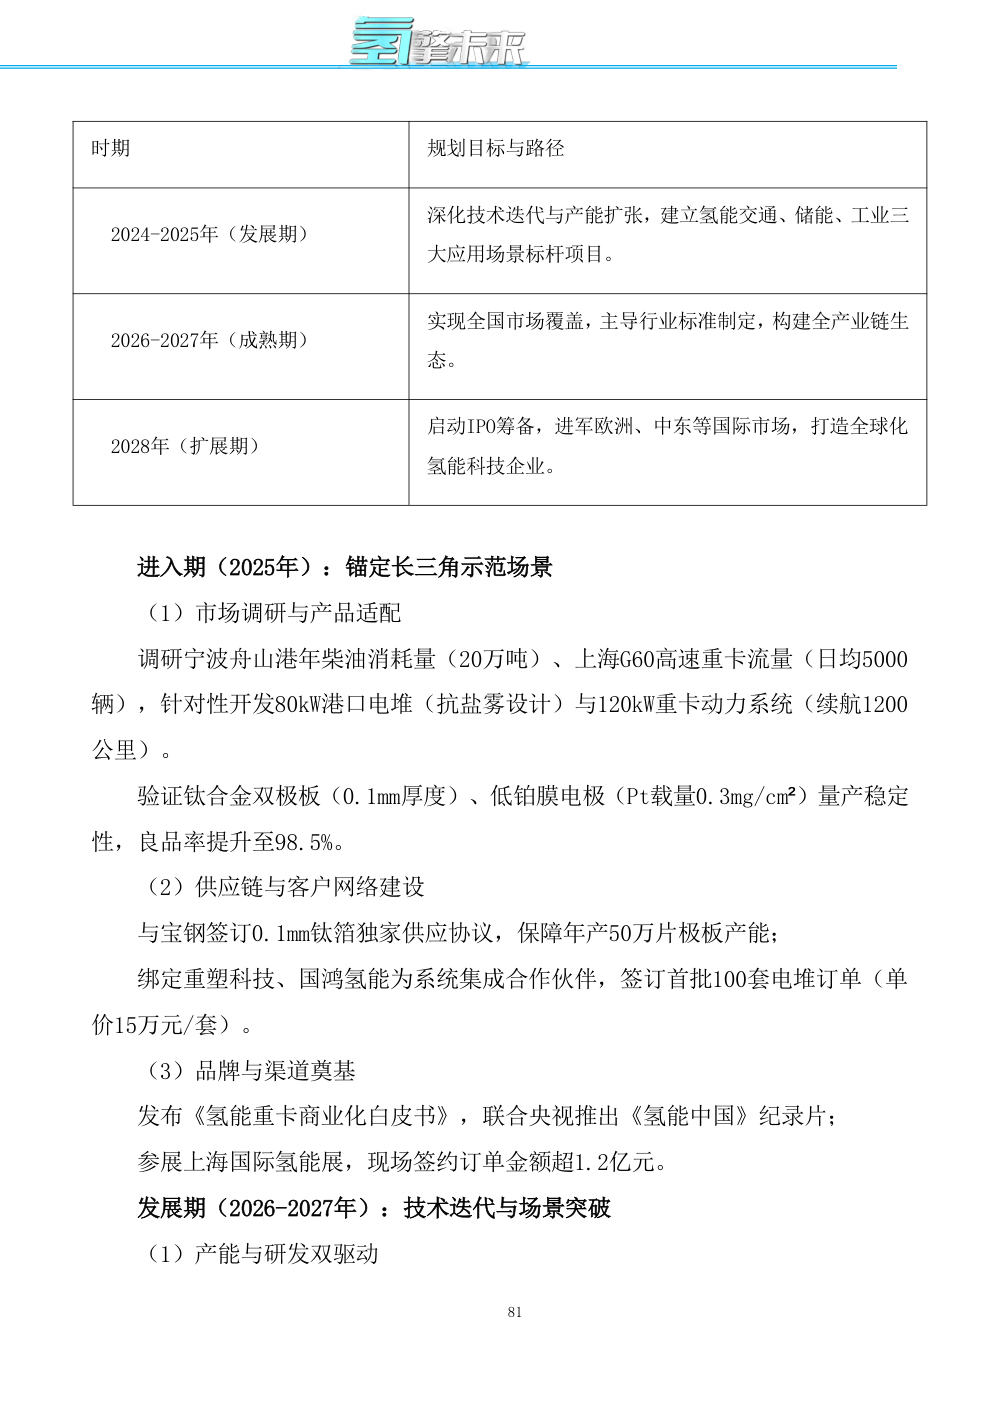 氢擎未来
时期
规划目标与路径
2024-2025年（发展期）
深化技术迭代与产能扩张，建立氢能交通、储能、工业三
大应用场景标杆项目。
2026-2027年（成熟期）
实现全国市场覆盖，主导行业标准制定，构建全产业链生
态。
2028年（扩展期）
启动IPO筹备，进军欧洲、中东等国际市场，打造全球化
氢能科技企业。
进入期（2025年）：锚定长三角示范场景
（1）市场调研与产品适配
调研宁波舟山港年柴油消耗量（20万吨）、上海G60高速重卡流量（日均5000
辆），针对性开发80kW港口电堆（抗盐雾设计）与120kW重卡动力系统（续航1200
公里）。
验证钛合金双极板（0.1mm厚度）、低铂膜电极（Pt载量0.3mg/cm²）量产稳定
性，良品率提升至98.5%。
（2）供应链与客户网络建设
与宝钢签订0.1mm钛箔独家供应协议，保障年产50万片极板产能；
绑定重塑科技、国鸿氢能为系统集成合作伙伴，签订首批100套电堆订单（单
价15万元/套）。
（3）品牌与渠道奠基
发布《氢能重卡商业化白皮书》，联合央视推出《氢能中国》纪录片；
参展上海国际氢能展，现场签约订单金额超1.2亿元。
发展期（2026-2027年）：技术迭代与场景突破
（1）产能与研发双驱动
81